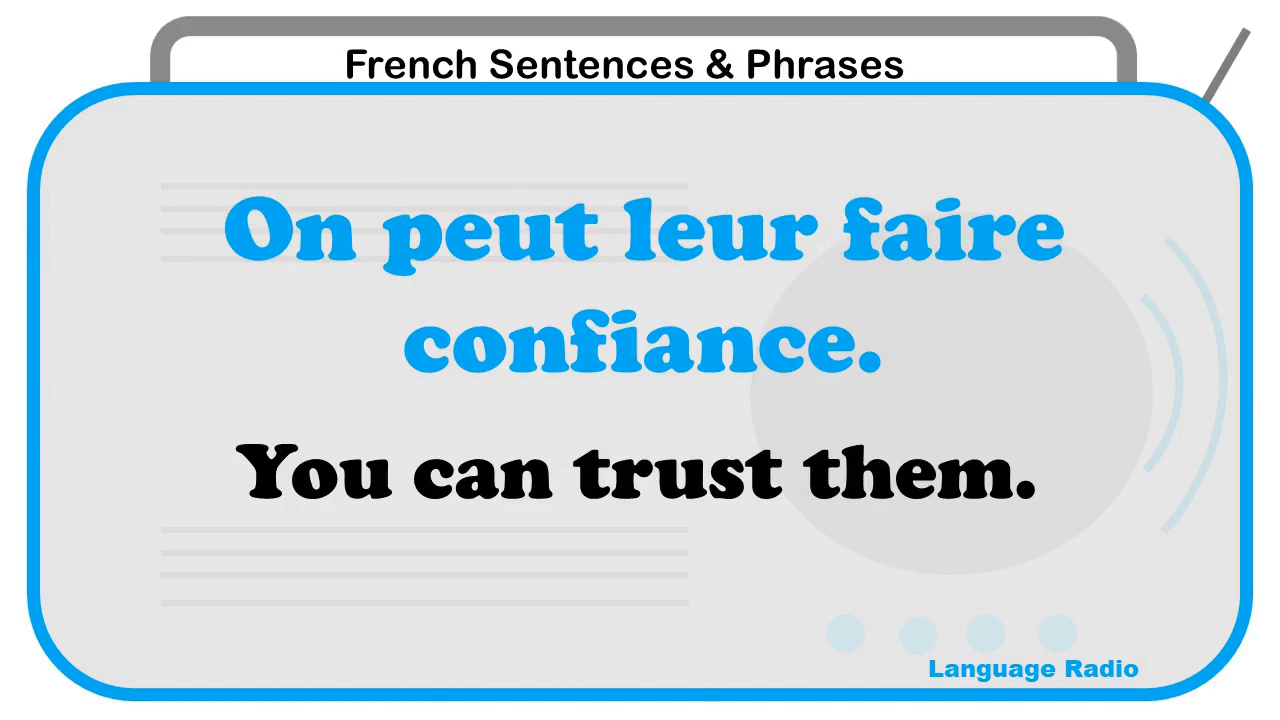 French Sentences & Phrases
On peut leur faire
confiance.
You can trust them.
Language Radio